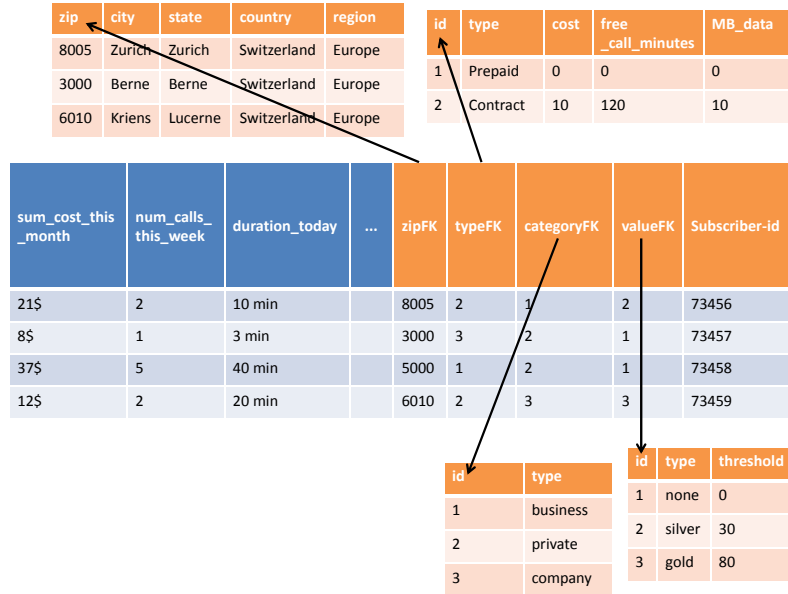 zip city state country region
8005 Zurich Zurich Switzerland Europe
3000 Berne Berne Switzerland Europe
6010 Kriens Lucerne Switzerland Europe
id type cost free MB_data
_call_minutes
1 Prepaid 0 0 0
2 Contract 10 120 10
sum_cost_this num_calls_ duration_today ... zipFK typeFK categoryFK valueFK Subscriber-id
_month this_week
21$ 2 10 min 8005 2 1 2 73456
8$ 1 3 min 3000 3 2 1 73457
37$ 5 40 min 5000 1 2 1 73458
12$ 2 20 min 6010 2 3 3 73459
id type
1 business
2 private
3 company
id type threshold
1 none 0
2 silver 30
3 gold 80